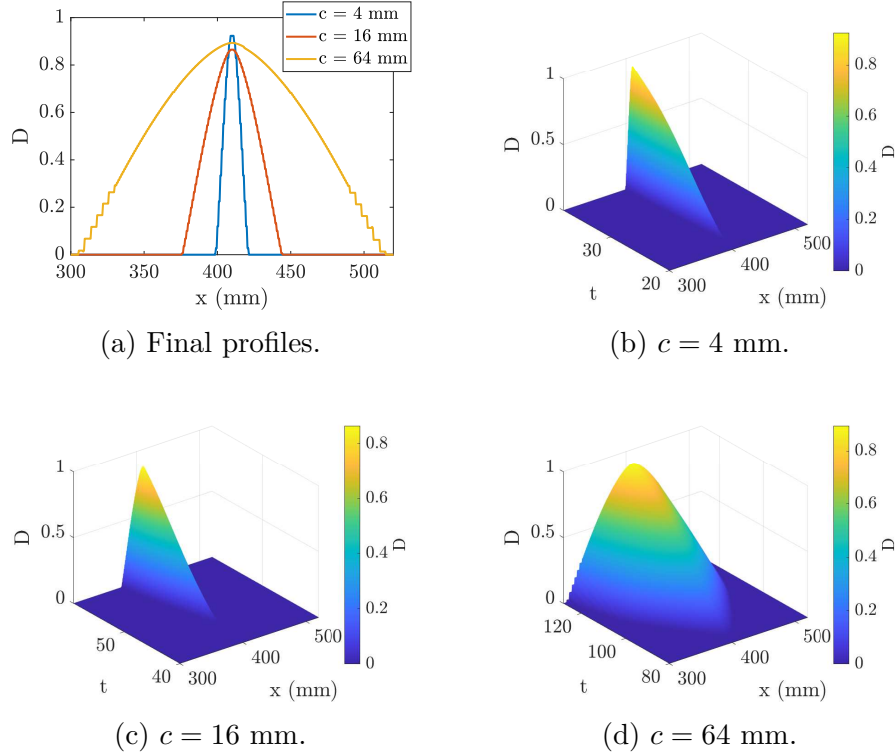 1
0.8
0.6
0.4
0.2
0
D
300 350 400 450 500
x (mm)
c = 4 mm
c = 16 mm
c = 64 mm
(a) Final profiles.
1
0.5
0
D
30
20
t
300
400
500
x (mm)
0.8
0.6
0.4
0.2
0
D
(b) c = 4 mm.
1
0.5
0
D
50
40
t
300
400
500
x (mm)
0.8
0.6
0.4
0.2
0
D
(c) c = 16 mm.
1
0.5
0
D
120
100
80
t
300
400
500
x (mm)
0.8
0.6
0.4
0.2
0
D
(d) c = 64 mm.